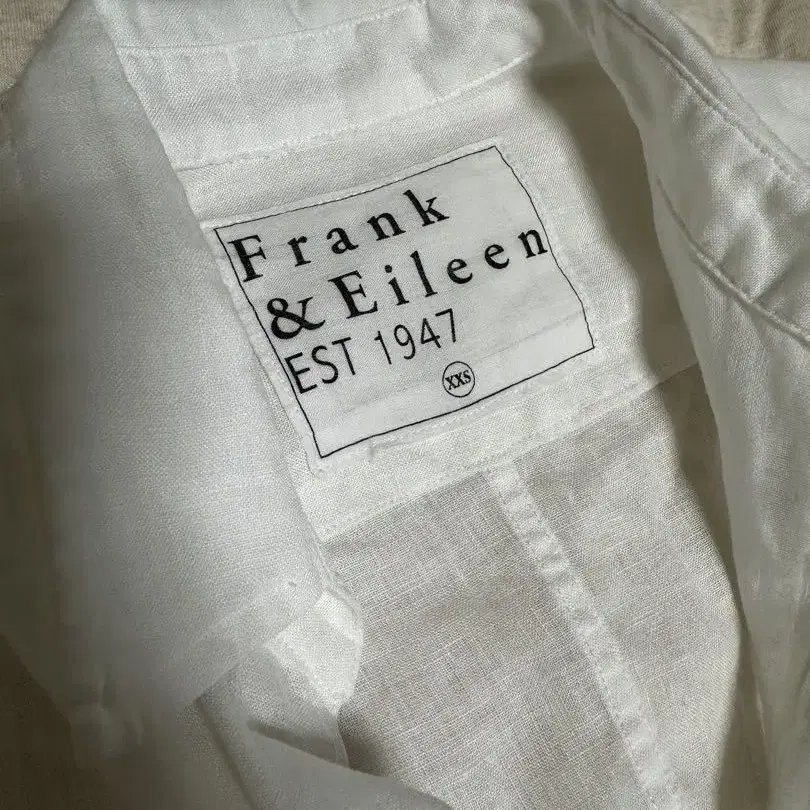 Frank
& Eileen
EST 1947
XXS